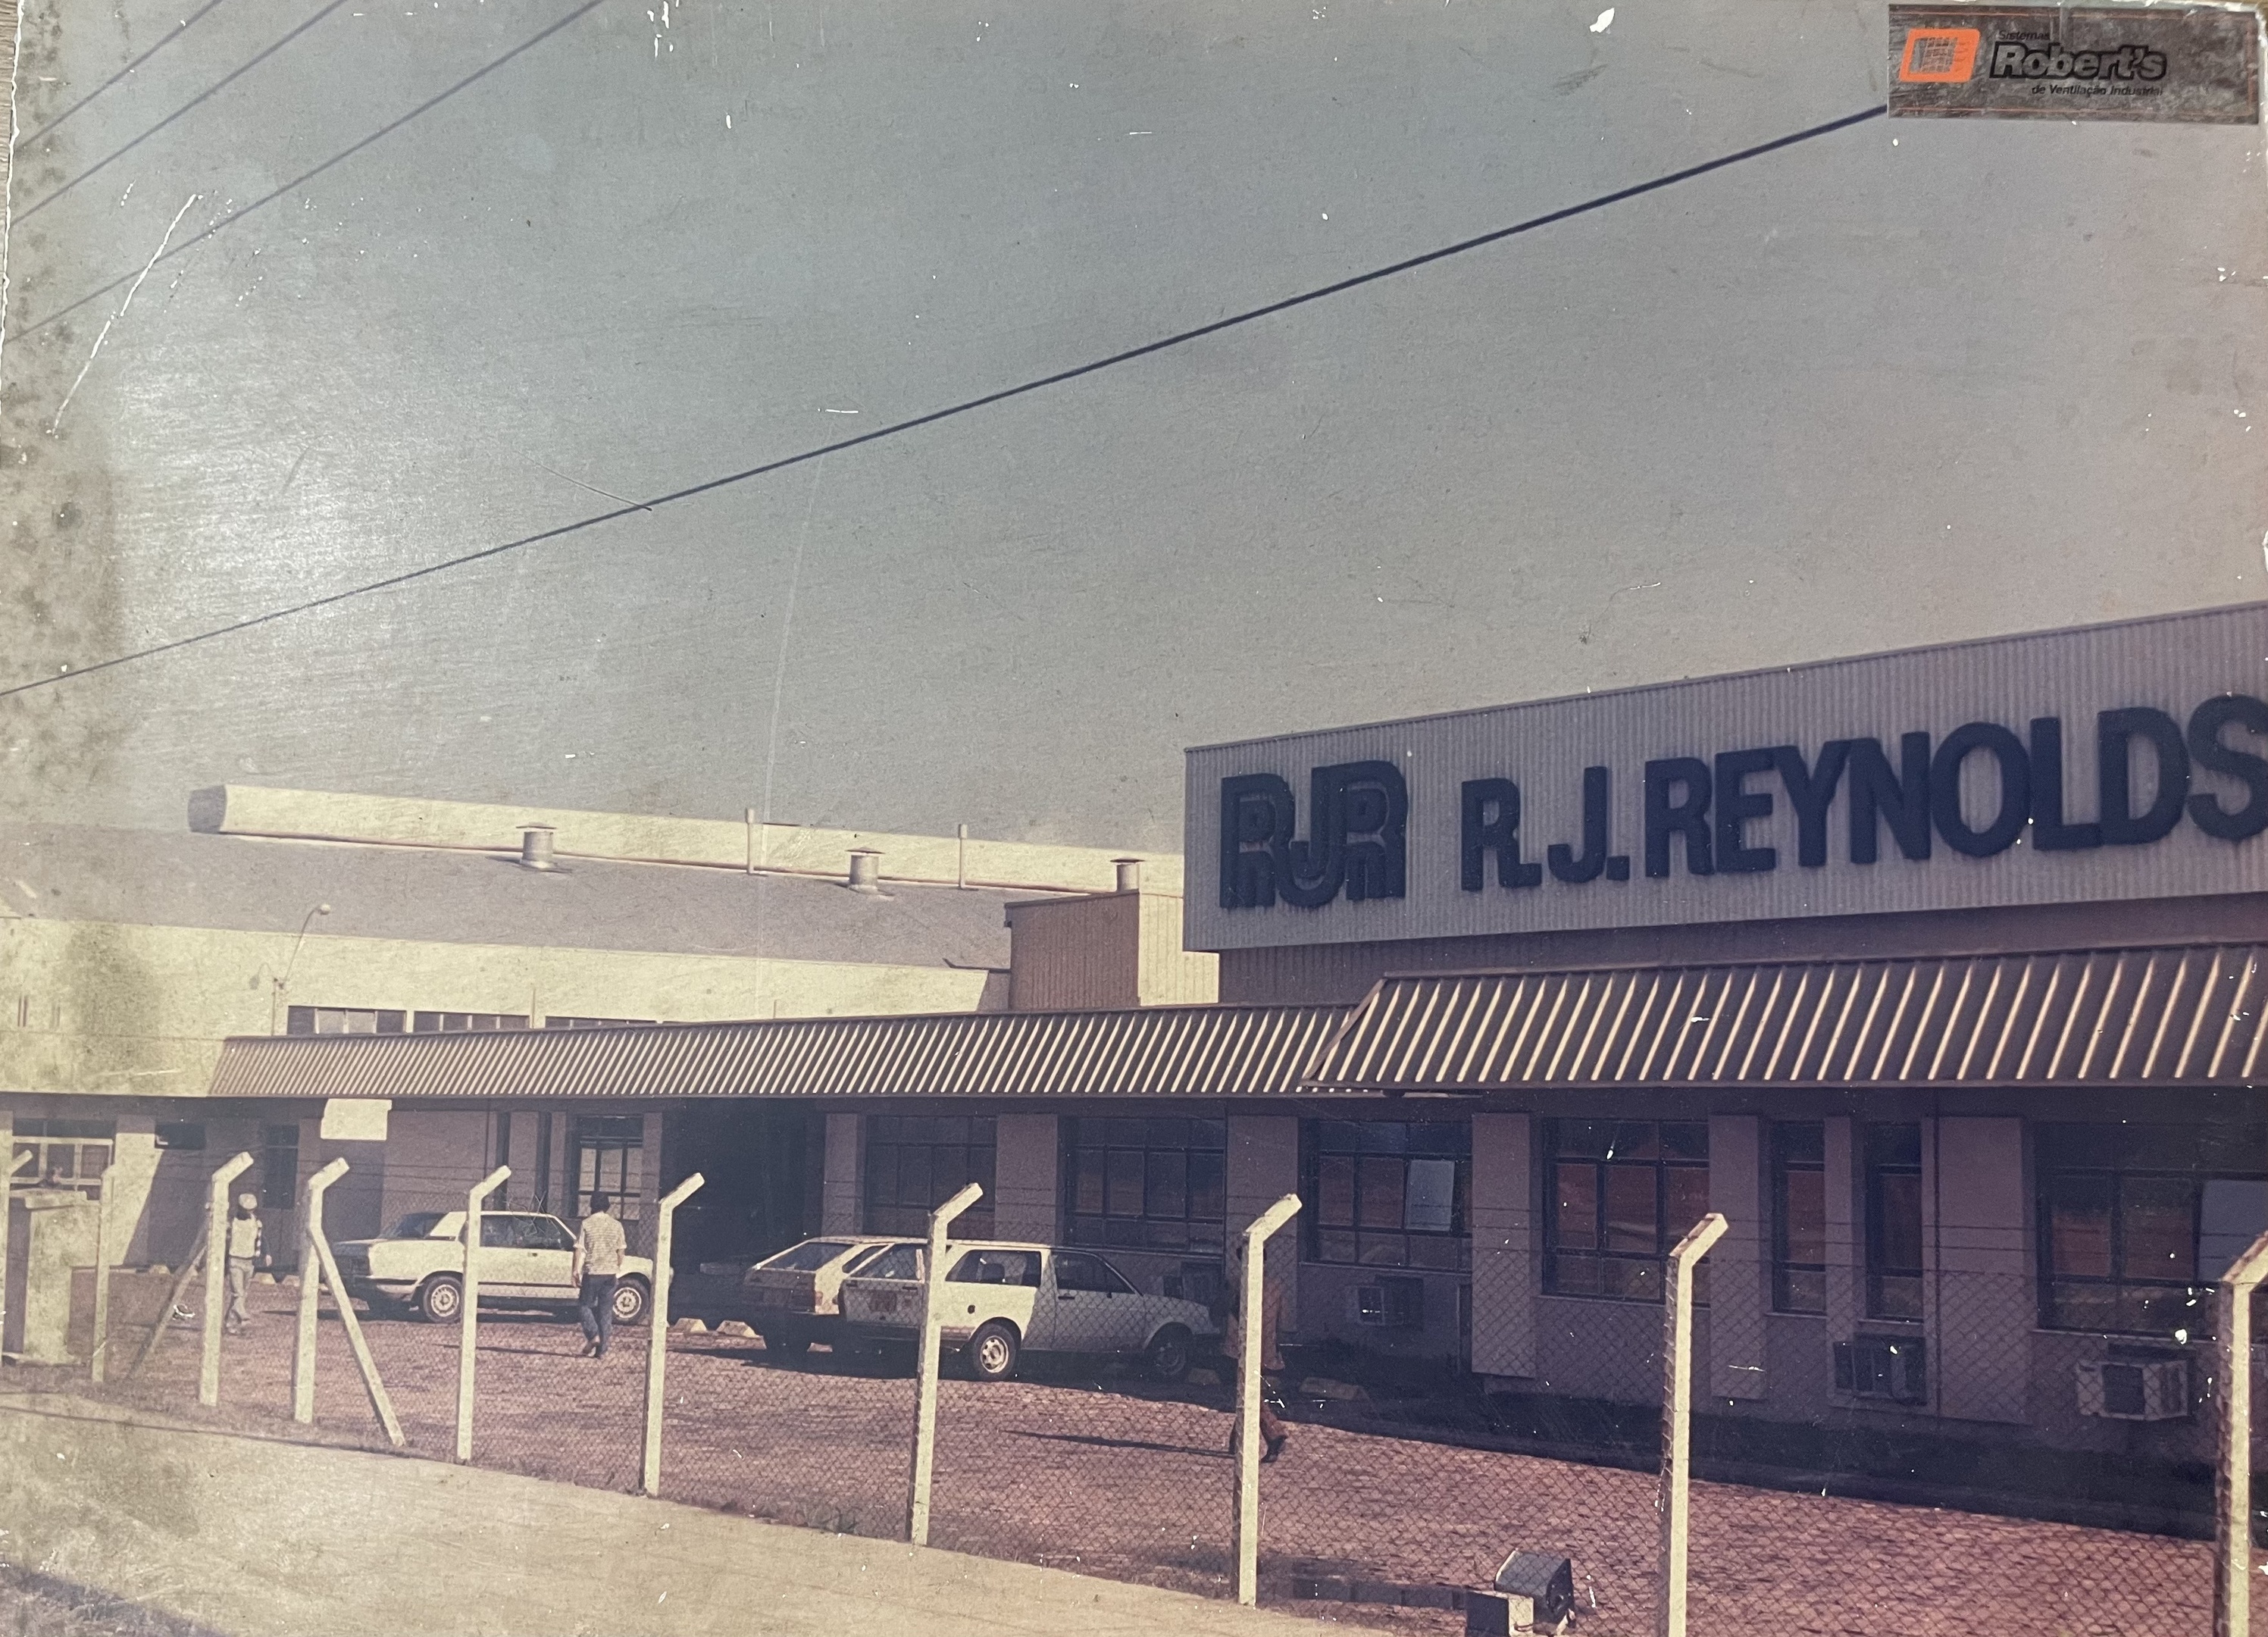 Sistemas
Robert's
de Ventilação Industrial
RJR R.J.REYNOLDS